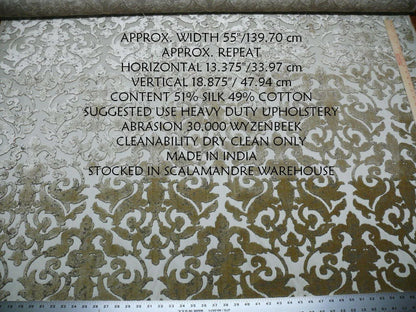 APPROX. WIDTH 55"/139.70 cm
APPROX. REPEAT
HORIZONTAL 13.375"/33.97 cm
VERTICAL 18.875"/ 47.94 cm
CONTENT 51% SILK 49% COTTON
SUGGESTED USE HEAVY DUTY UPHOLSTERY
ABRASION 30,000 WYZENBEEK
CLEANABILITY DRY CLEAN ONLY
MADE IN INDIA
STOCKED IN SCALAMANDRE WAREHOUSE